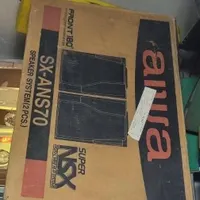 aiwa
FRONT 180
SX-ANS70
SPEAKER SYSTEM(2PCS.)
SUPER
NSX